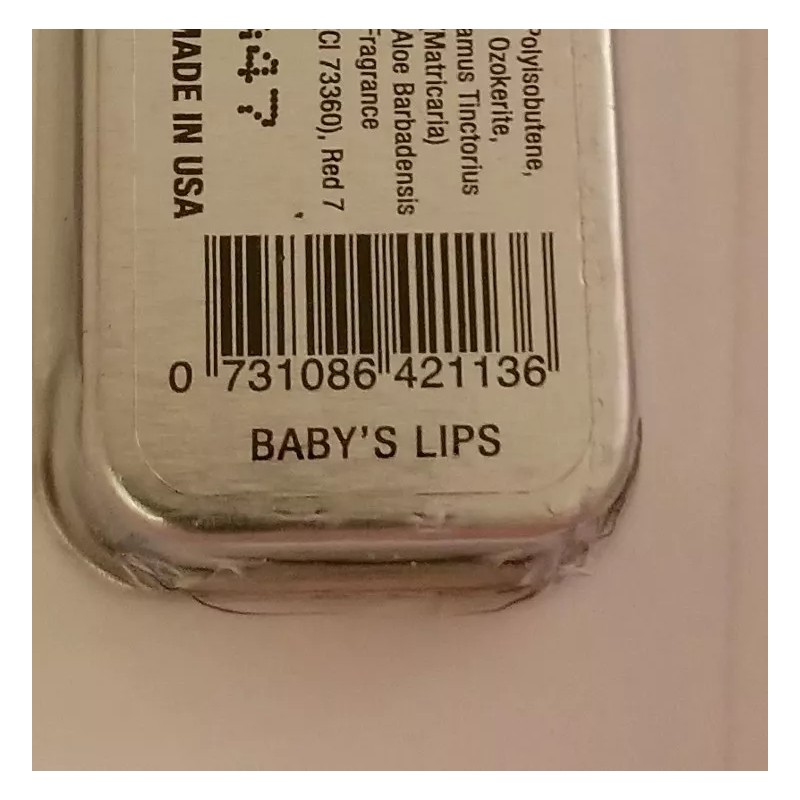 Polyisobutene,
Ozokerite,
amus Tinctorius
(Matricaria)
Aloe Barbadensis
Fragrance
CI 73360), Red 7
47
MADE IN USA
0 731086 421136
BABY'S LIPS